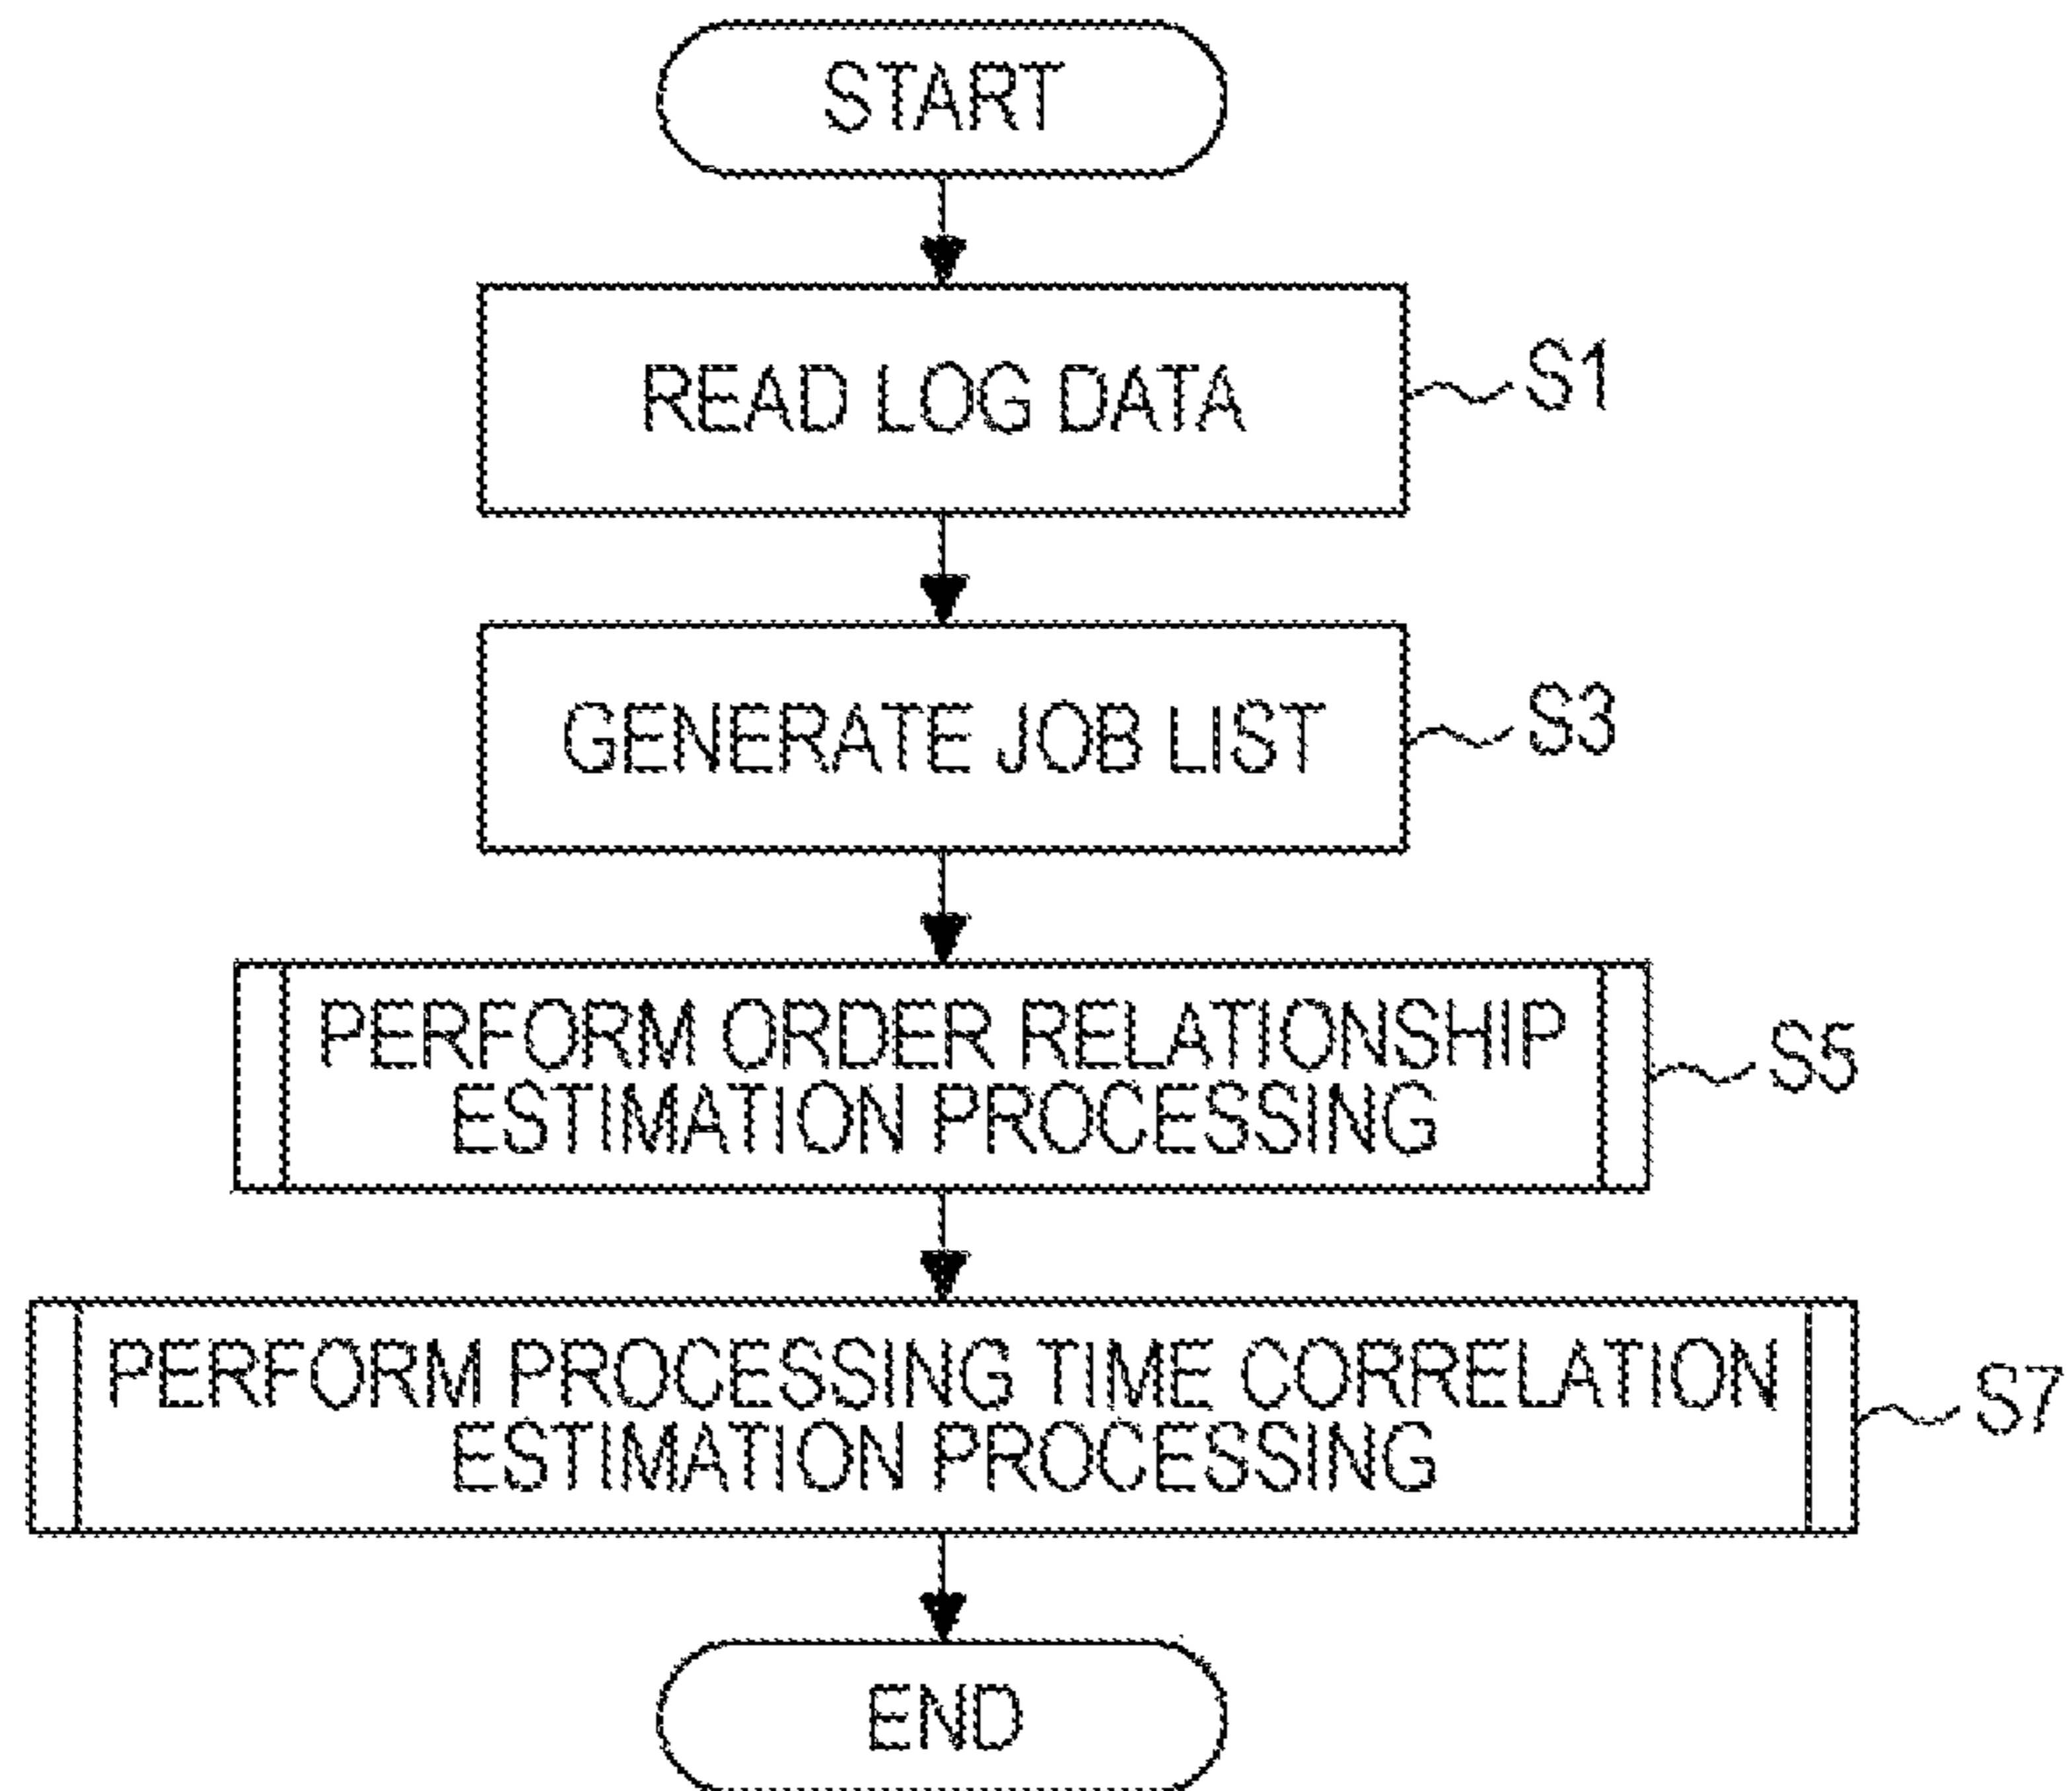 START
READ LOG DATA
S1
GENERATE JOB LIST
S3
PERFORM ORDER RELATIONSHIP
ESTIMATION PROCESSING
S5
PERFORM PROCESSING TIME CORRELATION
ESTIMATION PROCESSING
S7
END